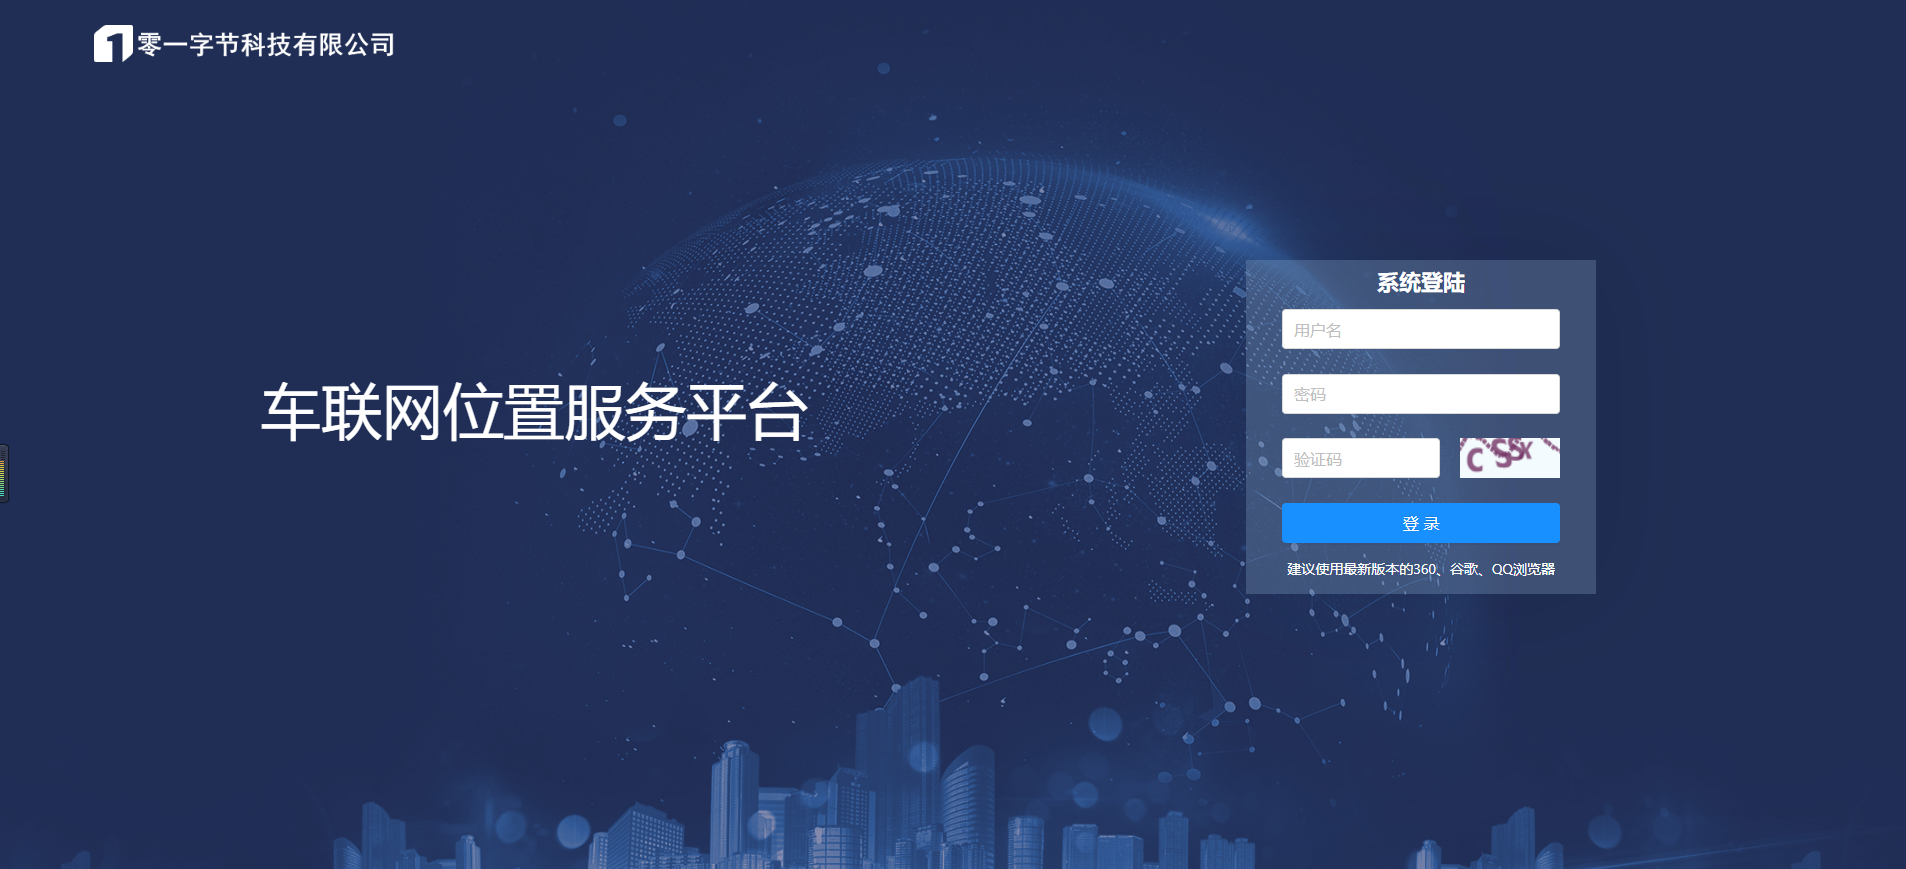 零一字节科技有限公司
车联网位置服务平台
系统登陆
用户名
密码
验证码
CSSX
登 录
建议使用最新版本的360、谷歌、QQ浏览器